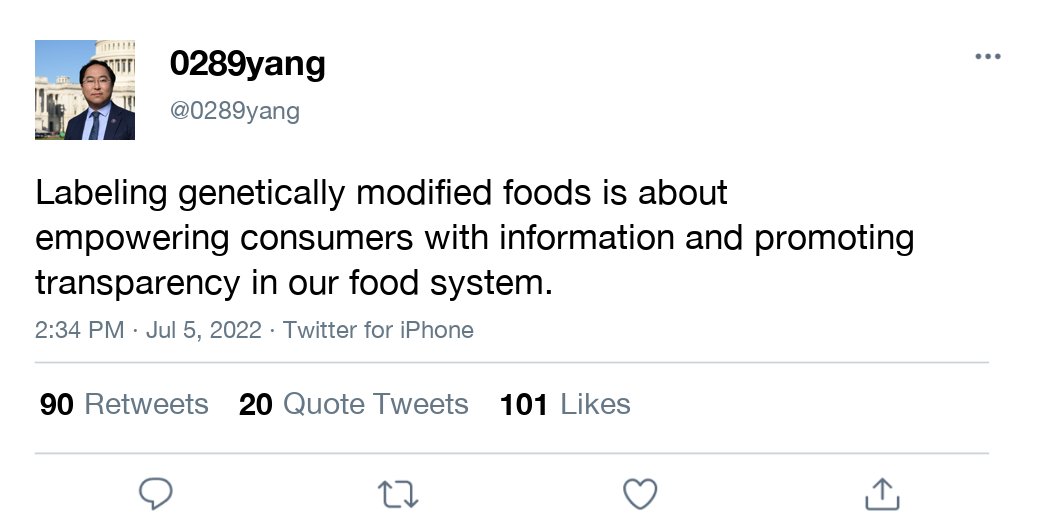 0289yang
@0289yang
Labeling genetically modified foods is about
empowering consumers with information and promoting
transparency in our food system.
2:34 PM · Jul 5, 2022 · Twitter for iPhone
90 Retweets 20 Quote Tweets 101 Likes